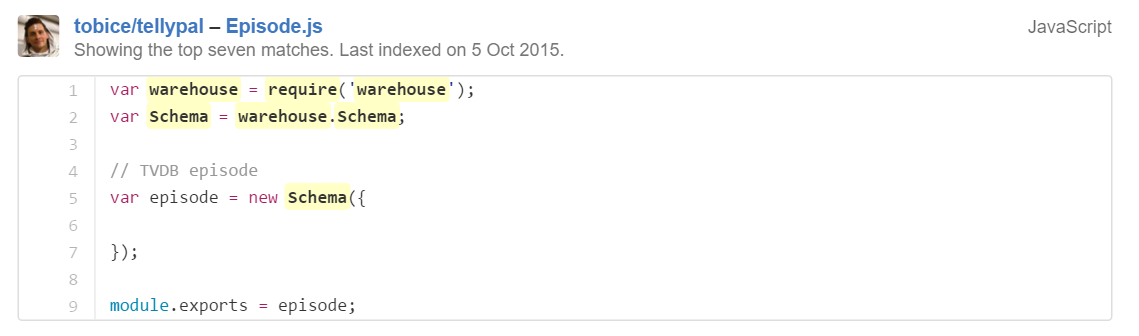 tobice/tellypal – Episode.js
JavaScript
Showing the top seven matches. Last indexed on 5 Oct 2015.
1 var warehouse = require('warehouse');
2 var Schema = warehouse.Schema;
3
4 // TVDB episode
5 var episode = new Schema({
6
7 });
8
9 module.exports = episode;